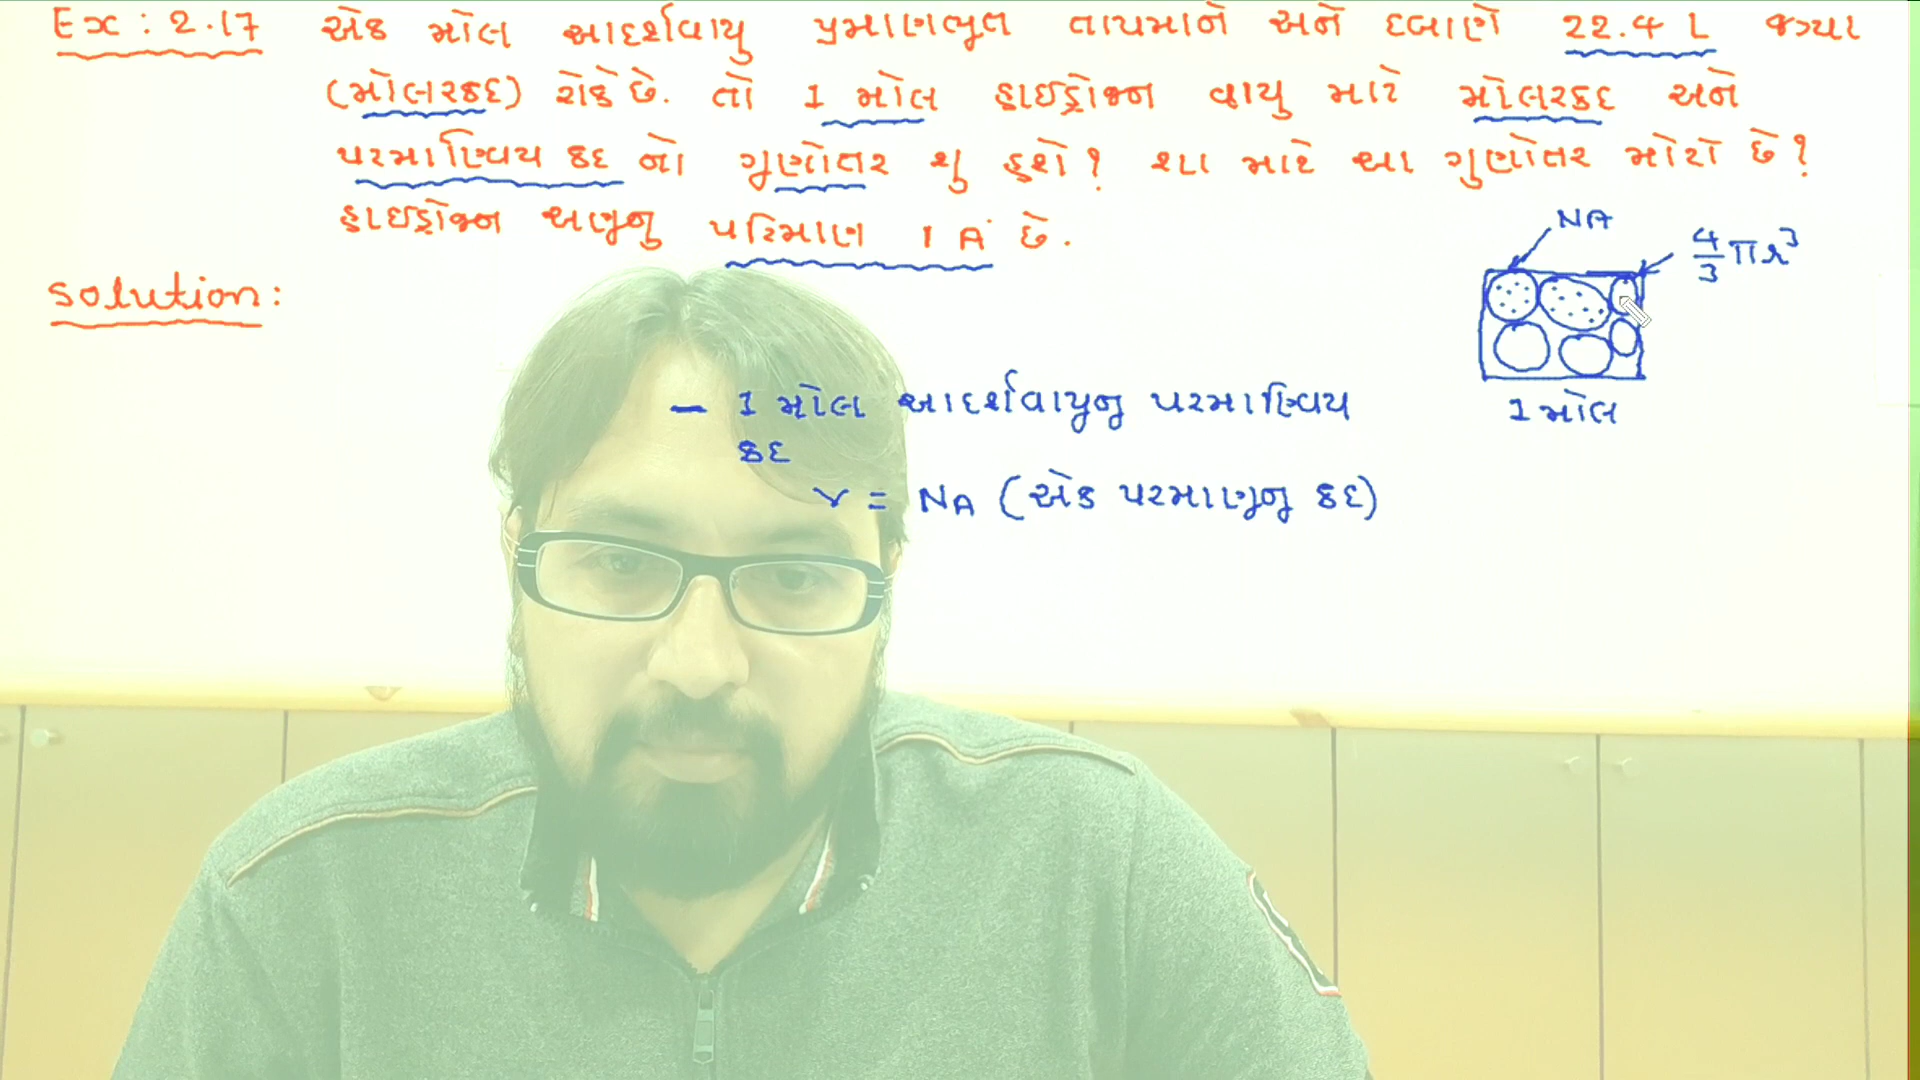 Ex : 2.17 એક મોલ આદર્શવાયુ પ્રમાણભૂત તાપમાને અને દબાણે 22.4 L જગ્યા
(મોલરકદ) રોકે છે. તો 1 મોલ હાઇડ્રોજન વાયુ માટે મોલરકદ અને
પરમાણ્વિય કદ નો ગુણોતર શુ હશે? શા માટે આ ગુણોતર મોટો છે?
હાઇડ્રોજન અણુનુ પરિમાણ 1 A° છે.
NA
4/3 πr³
solution:
- 1 મોલ આદર્શવાયુનુ પરમાણ્વિય
કદ
1 મોલ
V = NA (એક પરમાણુનુ કદ)